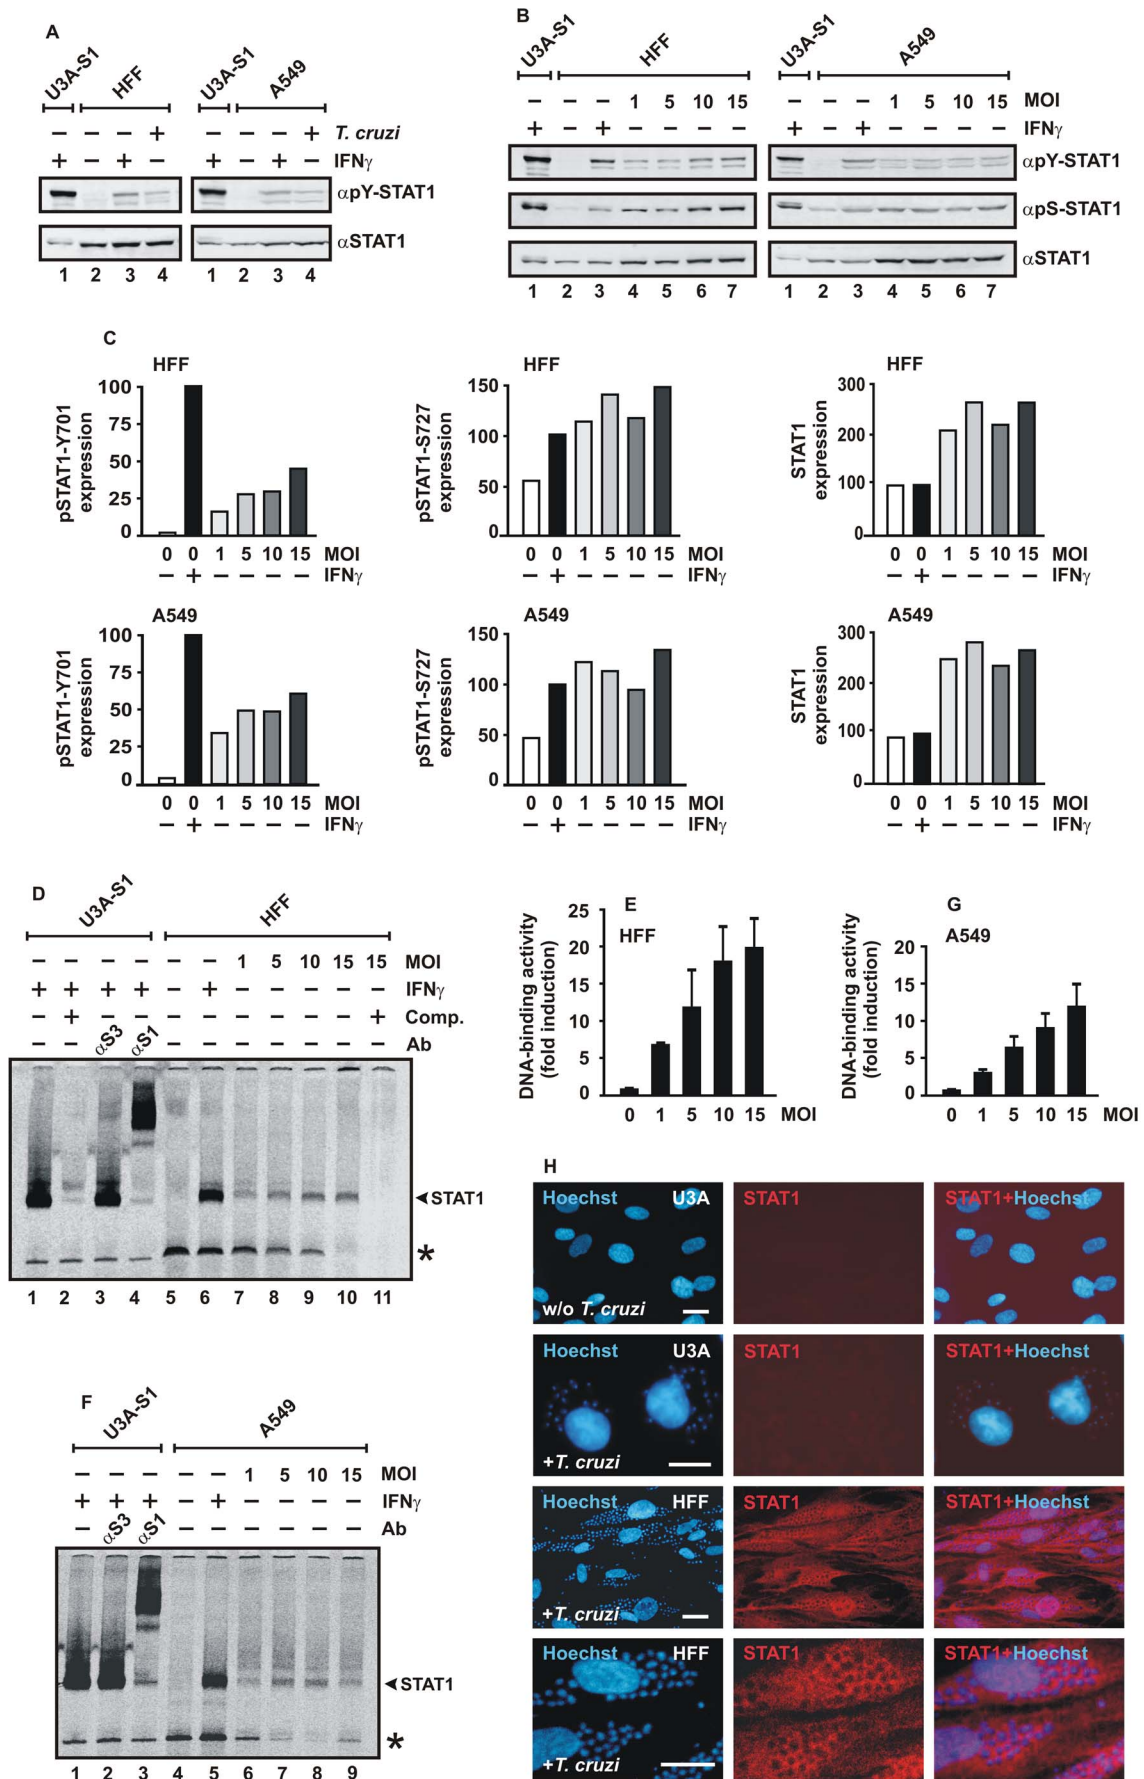 A
U3A-S1 HFF U3A-S1 A549
– – – + – – – + T. cruzi
+ – + – + – + – IFNγ
αpY-STAT1
αSTAT1
1 2 3 4 1 2 3 4
B
U3A-S1 HFF U3A-S1 A549
– – – 1 5 10 15 – – – 1 5 10 15 MOI
+ – + – – – – + – + – – – – IFNγ
αpY-STAT1
αpS-STAT1
αSTAT1
1 2 3 4 5 6 7 1 2 3 4 5 6 7
C
HFF
pSTAT1-Y701
expression
100
75
50
25
0
0 0 1 5 10 15 MOI
– + – – – – IFNγ
HFF
pSTAT1-S727
expression
150
100
50
0
0 0 1 5 10 15 MOI
– + – – – – IFNγ
HFF
STAT1
expression
300
200
100
0
0 0 1 5 10 15 MOI
– + – – – – IFNγ
A549
pSTAT1-Y701
expression
100
75
50
25
0
0 0 1 5 10 15 MOI
– + – – – – IFNγ
A549
pSTAT1-S727
expression
150
100
50
0
0 0 1 5 10 15 MOI
– + – – – – IFNγ
A549
STAT1
expression
300
200
100
0
0 0 1 5 10 15 MOI
– + – – – – IFNγ
D
U3A-S1 HFF
– – – – – – 1 5 10 15 15 MOI
+ + + + – + – – – – – IFNγ
– + – – – – – – – – + Comp.
– – αS3 αS1 – – – – – – – Ab
STAT1
*
1 2 3 4 5 6 7 8 9 10 11
E
HFF
DNA-binding activity
(fold induction)
25
20
15
10
5
0
0 1 5 10 15 MOI
G
A549
DNA-binding activity
(fold induction)
20
15
10
5
0
0 1 5 10 15 MOI
F
U3A-S1 A549
– – – – – 1 5 10 15 MOI
+ + + – + – – – – IFNγ
– αS3 αS1 – – – – – – Ab
STAT1
*
1 2 3 4 5 6 7 8 9
H
Hoechst U3A STAT1 STAT1+Hoechst
w/o T. cruzi
Hoechst U3A STAT1 STAT1+Hoechst
+T. cruzi
Hoechst HFF STAT1 STAT1+Hoechst
+T. cruzi
Hoechst HFF STAT1 STAT1+Hoechst
+T. cruzi